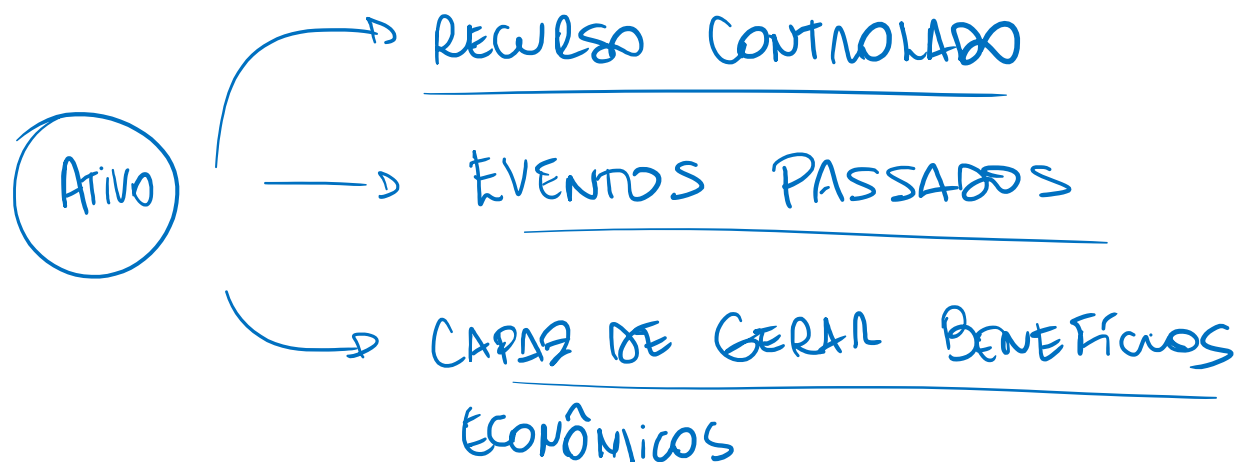 RECURSO CONTROLADO
ATIVO
EVENTOS PASSADOS
CAPAZ DE GERAR BENEFÍCIOS
ECONÔMICOS